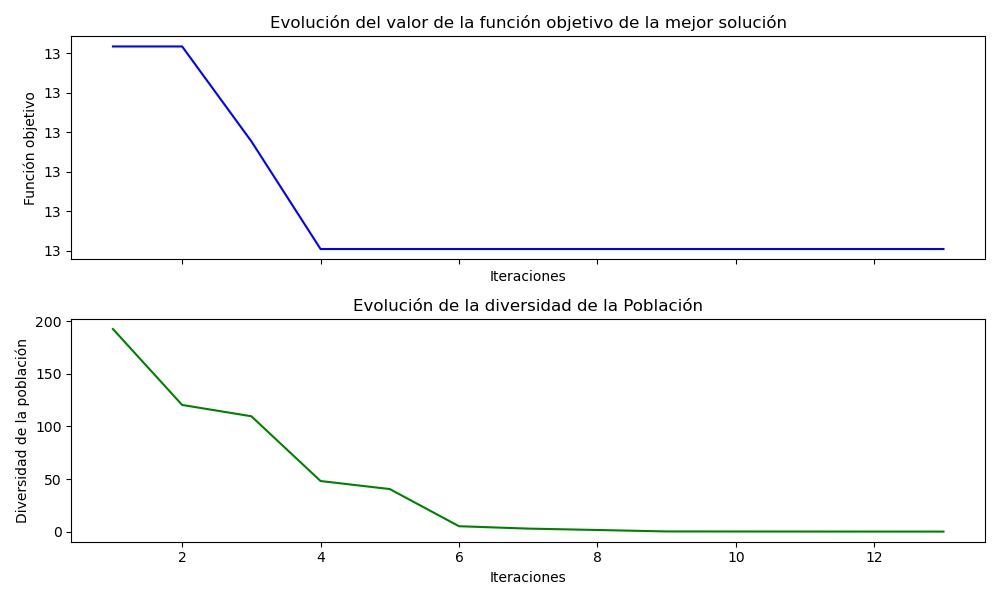 Evolución del valor de la función objetivo de la mejor solución
13
13
13
13
13
13
Función objetivo
Iteraciones
Evolución de la diversidad de la Población
200
150
100
50
0
Diversidad de la población
2 4 6 8 10 12
Iteraciones